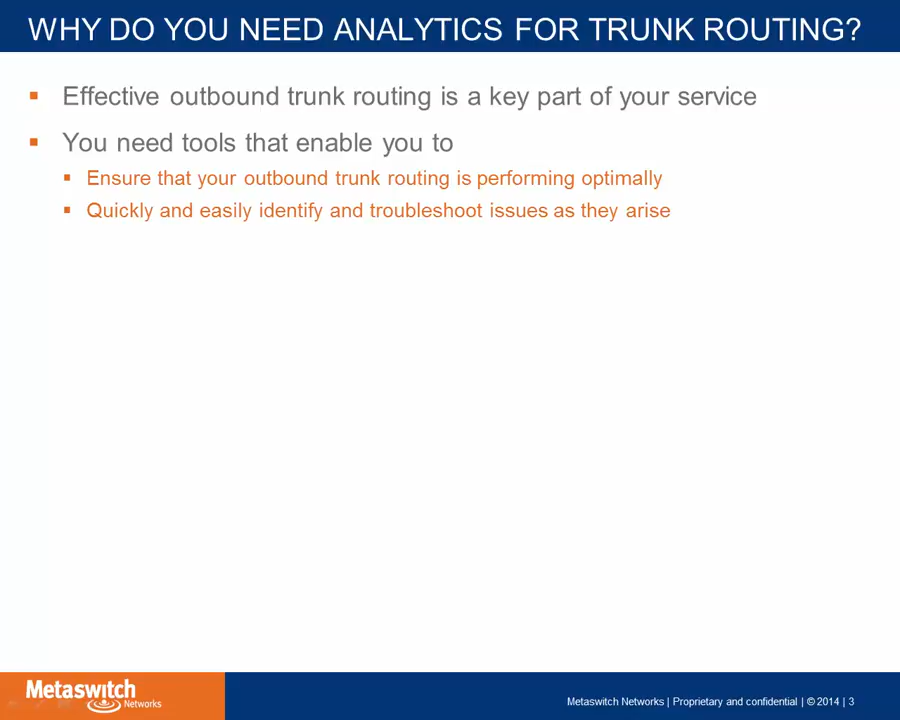 WHY DO YOU NEED ANALYTICS FOR TRUNK ROUTING?
Effective outbound trunk routing is a key part of your service
You need tools that enable you to
Ensure that your outbound trunk routing is performing optimally
Quickly and easily identify and troubleshoot issues as they arise
Metaswitch
Networks
Metaswitch Networks | Proprietary and confidential | © 2014 | 3